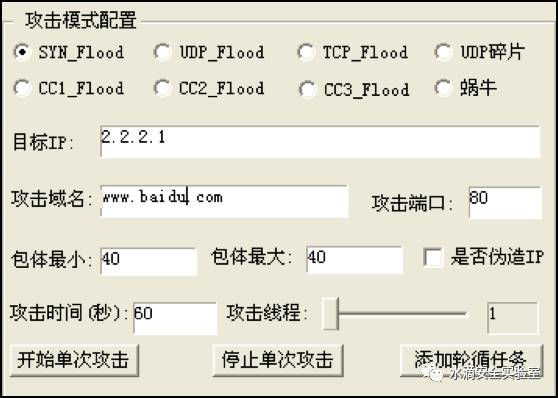 攻击模式配置
SYN_Flood UDP_Flood TCP_Flood UDP碎片
CC1_Flood CC2_Flood CC3_Flood 蜗牛
目标IP: 2.2.2.1
攻击域名: www.baidu.com 攻击端口: 80
包体最小: 40 包体最大: 40 是否伪造IP
攻击时间(秒): 60 攻击线程: 1
开始单次攻击 停止单次攻击 添加轮循任务
水滴安全实验室